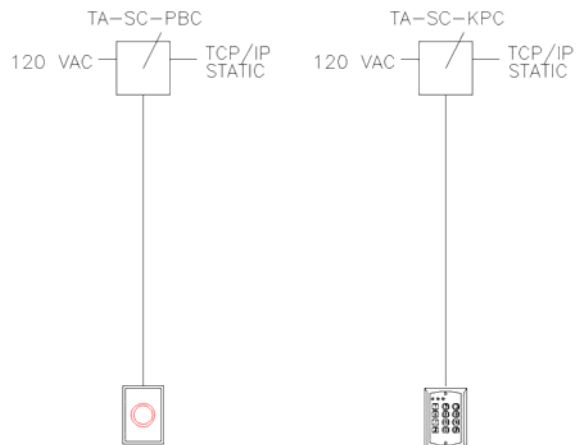 TA-SC-PBC
120 VAC
TCP/IP
STATIC
TA-SC-KPC
120 VAC
TCP/IP
STATIC